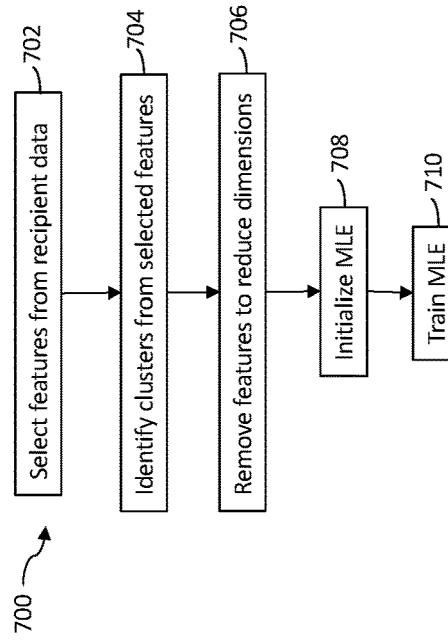 700
702
Select features from recipient data
704
Identify clusters from selected features
706
Remove features to reduce dimensions
708
Initialize MLE
710
Train MLE